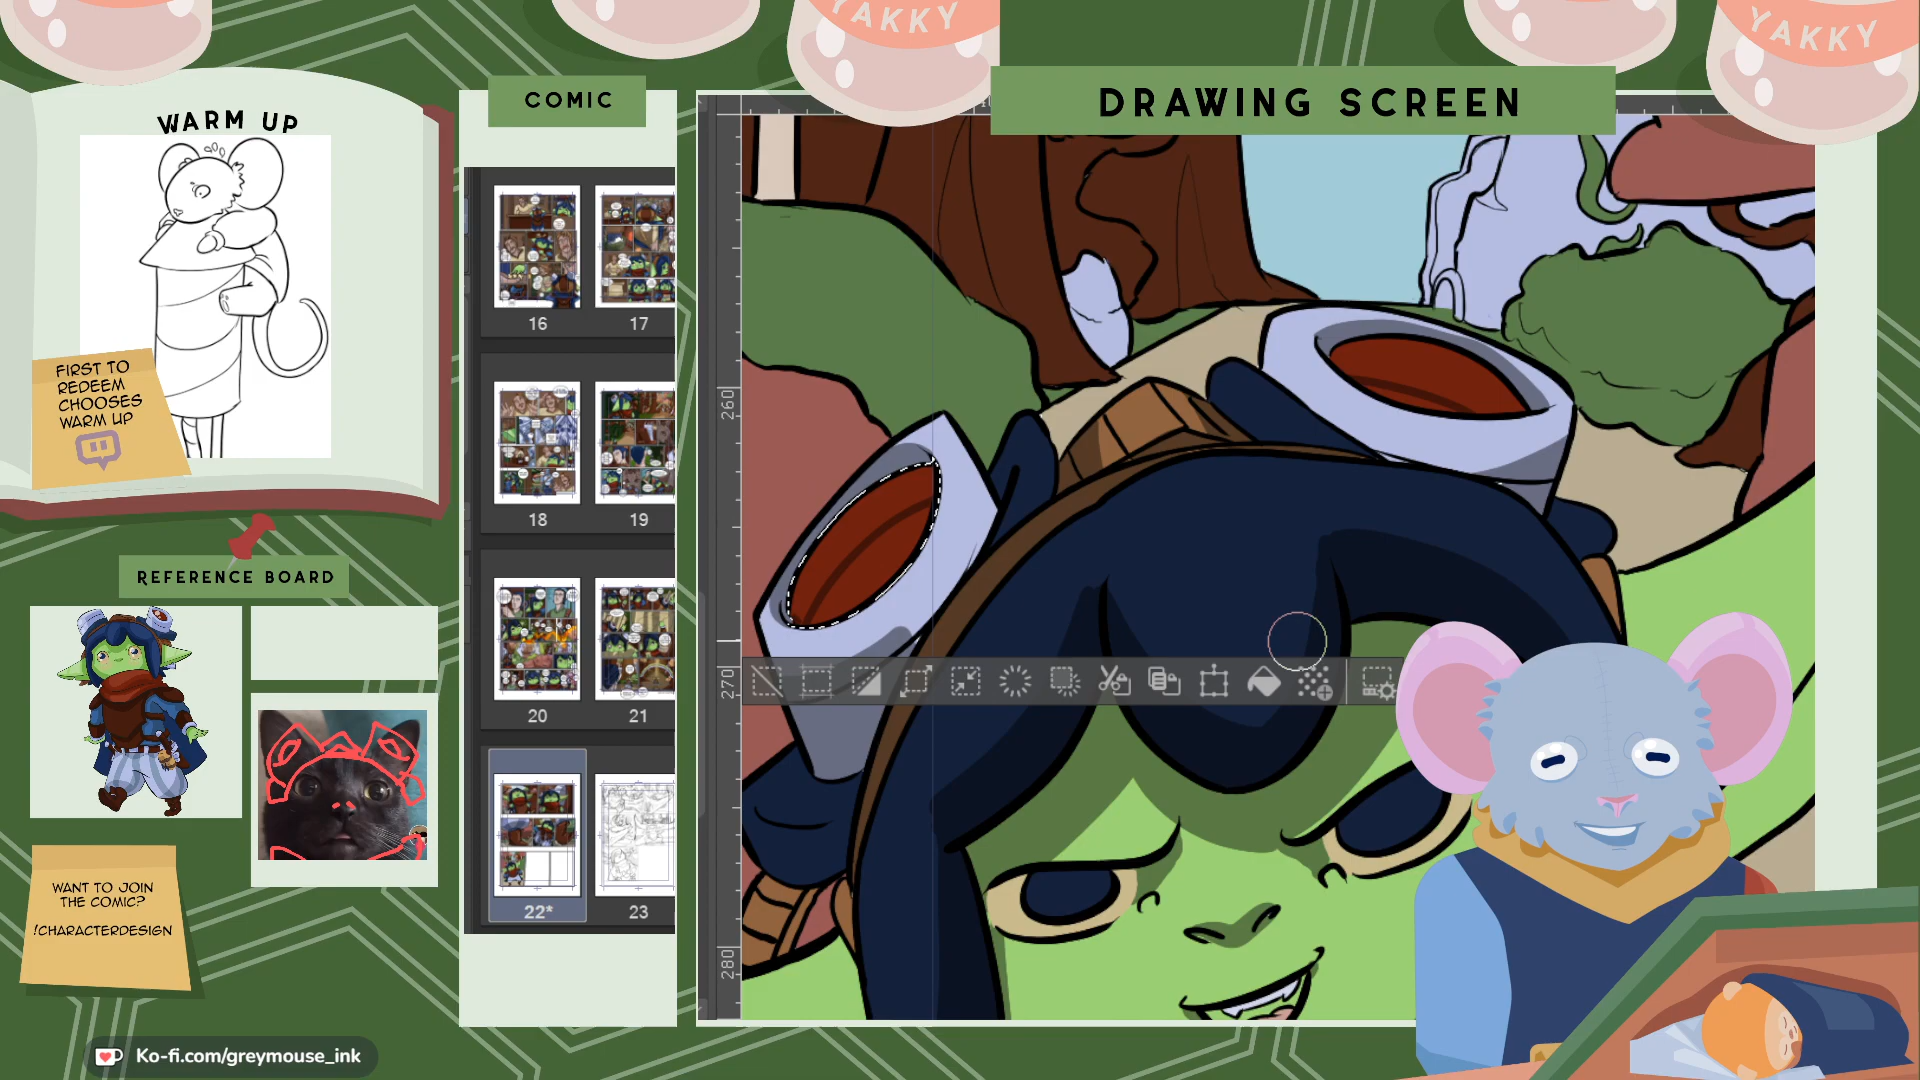 YAKKY
YAKKY
WARM UP
FIRST TO
REDEEM
CHOOSES
WARM UP
COMIC
16
17
18
19
20
21
22*
23
DRAWING SCREEN
260
270
280
REFERENCE BOARD
WANT TO JOIN
THE COMIC?
!CHARACTERDESIGN
Ko-fi.com/greymouse_ink